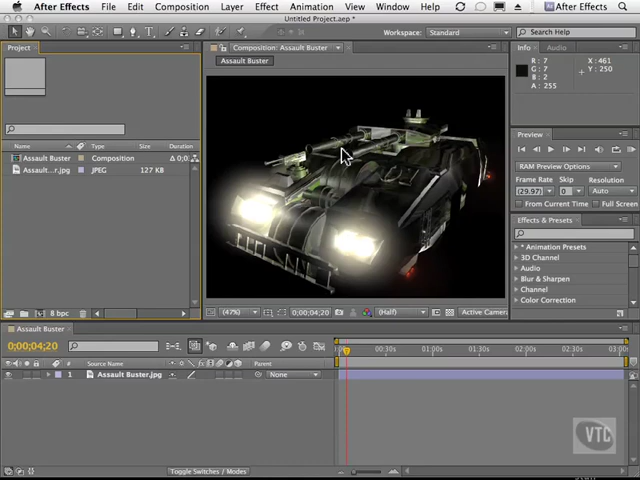 After Effects File Edit Composition Layer Effect Animation View Window After Effects
Untitled Project.aep *
Workspace: Standard Search Help
Project
Composition: Assault Buster
Info Audio
Assault Buster
R: 7
G: 7
B: 2
A: 255
X: 461
Y: 250
Preview
RAM Preview Options
Frame Rate Skip Resolution
(29.97) 0 Auto
From Current Time Full Screen
Name Type Size Duration
Assault Buster Composition Δ 0;0
Assault...r.jpg JPEG 127 KB
Effects & Presets
* Animation Presets
3D Channel
Audio
Blur & Sharpen
Channel
Color Correction
8 bpc
(47%) 0;00;04;20 (Half) Active Camera
Assault Buster
0;00;04;20
# Source Name Parent
00:30s 01:00s 01:30s 02:00s 02:30s 03:00
1 Assault Buster.jpg None
VTC
Toggle Switches / Modes